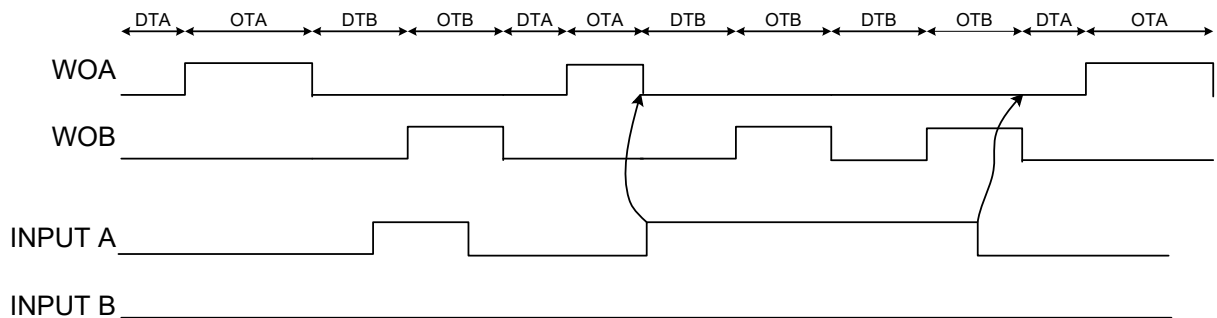 DTA OTA DTB OTB DTA OTA DTB OTB DTB OTB DTA OTA
WOA
WOB
INPUT A
INPUT B